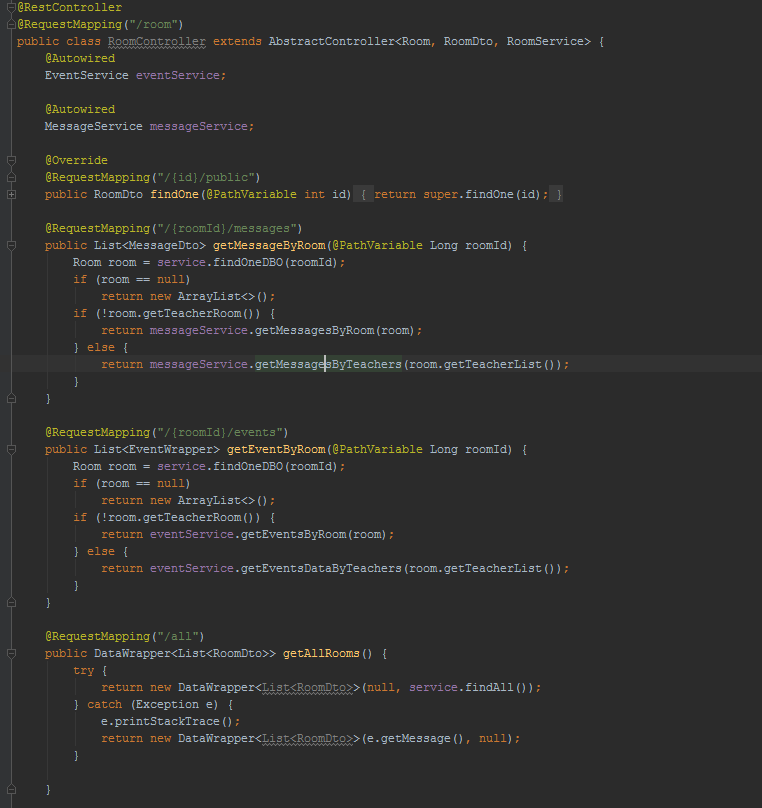 @RestController
@RequestMapping("/room")
public class RoomController extends AbstractController<Room, RoomDto, RoomService> {
    @Autowired
    EventService eventService;

    @Autowired
    MessageService messageService;

    @Override
    @RequestMapping("/{id}/public")
    public RoomDto findOne(@PathVariable int id) { return super.findOne(id); }

    @RequestMapping("/{roomId}/messages")
    public List<MessageDto> getMessageByRoom(@PathVariable Long roomId) {
        Room room = service.findOneDBO(roomId);
        if (room == null)
            return new ArrayList<>();
        if (!room.getTeacherRoom()) {
            return messageService.getMessagesByRoom(room);
        } else {
            return messageService.getMessagesByTeachers(room.getTeacherList());
        }
    }

    @RequestMapping("/{roomId}/events")
    public List<EventWrapper> getEventByRoom(@PathVariable Long roomId) {
        Room room = service.findOneDBO(roomId);
        if (room == null)
            return new ArrayList<>();
        if (!room.getTeacherRoom()) {
            return eventService.getEventsByRoom(room);
        } else {
            return eventService.getEventsDataByTeachers(room.getTeacherList());
        }
    }

    @RequestMapping("/all")
    public DataWrapper<List<RoomDto>> getAllRooms() {
        try {
            return new DataWrapper<List<RoomDto>>(null, service.findAll());
        } catch (Exception e) {
            e.printStackTrace();
            return new DataWrapper<List<RoomDto>>(e.getMessage(), null);
        }

    }